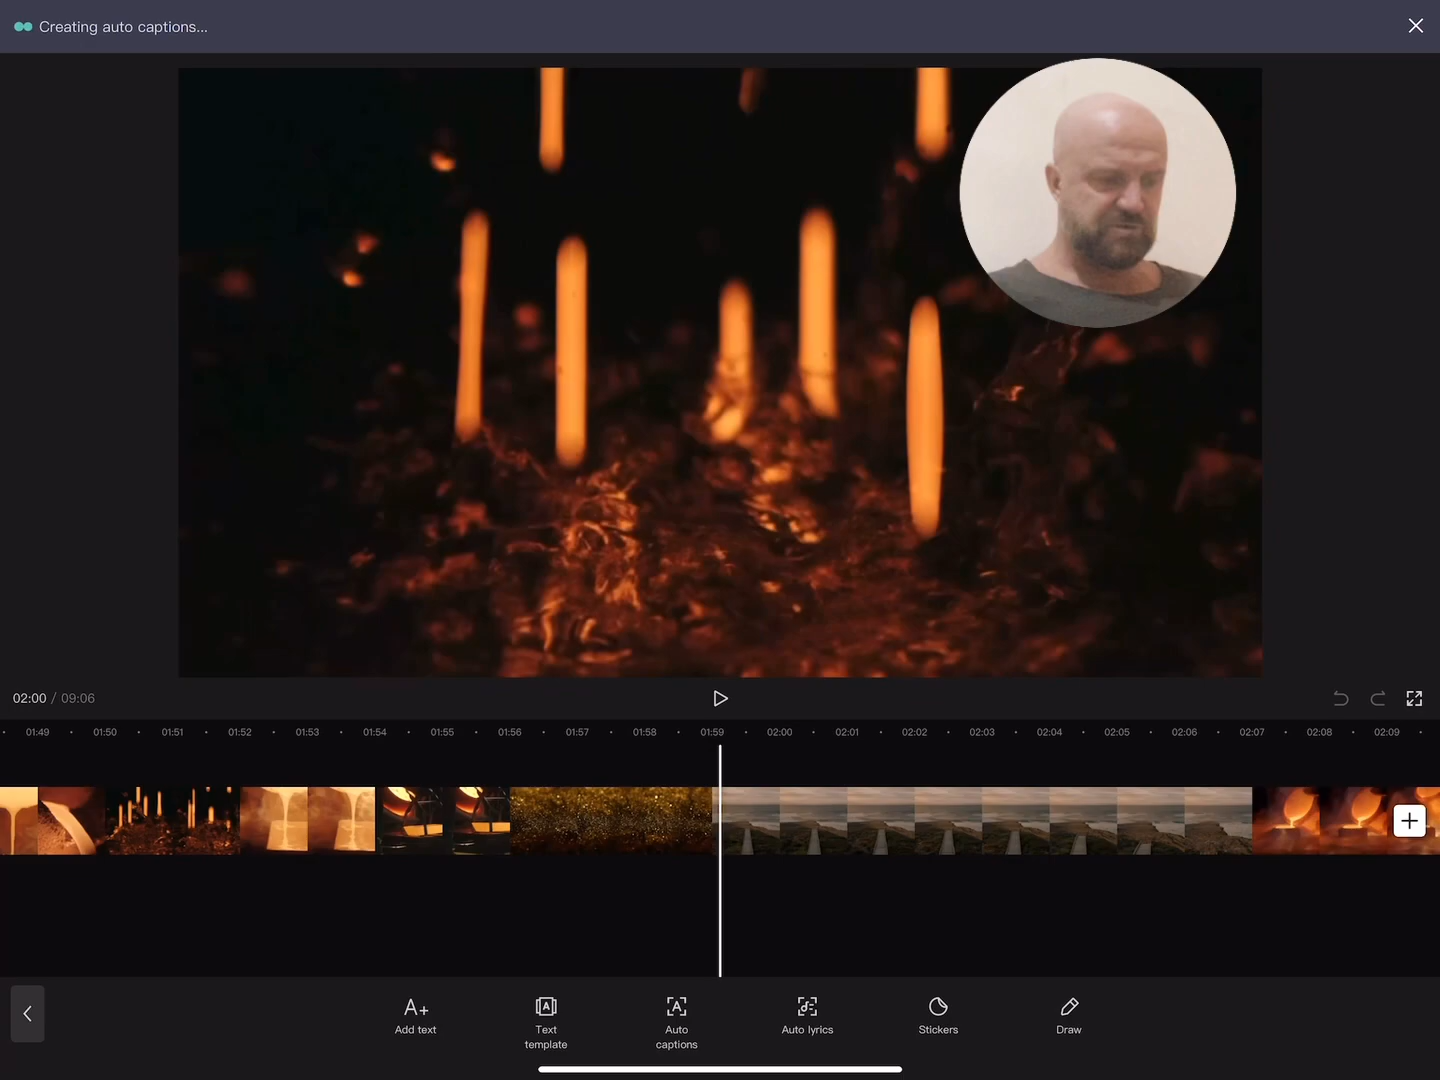 Creating auto captions...
02:00 / 09:06
01:49 01:50 01:51 01:52 01:53 01:54 01:55 01:56 01:57 01:58 01:59 02:00 02:01 02:02 02:03 02:04 02:05 02:06 02:07 02:08 02:09
Add text
Text
template
Auto
captions
Auto lyrics
Stickers
Draw